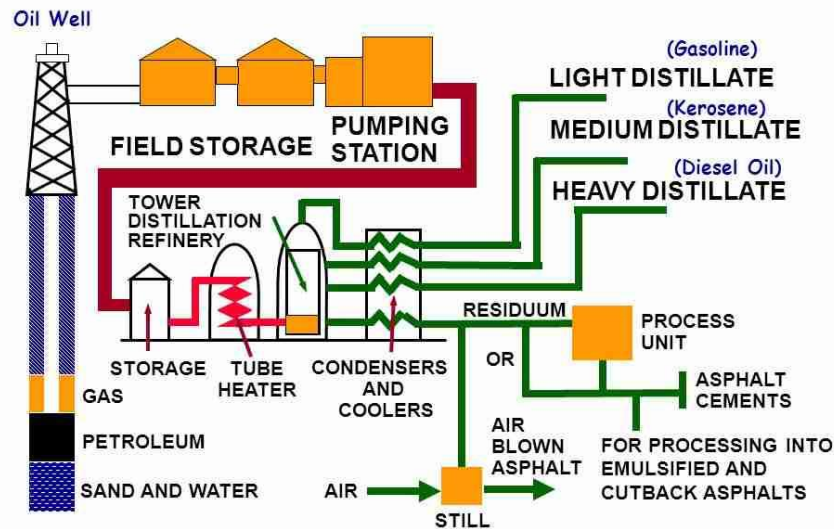 Oil Well
(Gasoline)
LIGHT DISTILLATE
(Kerosene)
MEDIUM DISTILLATE
(Diesel Oil)
HEAVY DISTILLATE
FIELD STORAGE
PUMPING
STATION
TOWER
DISTILLATION
REFINERY
STORAGE
TUBE
HEATER
CONDENSERS
AND
COOLERS
RESIDUUM
OR
PROCESS
UNIT
ASPHALT
CEMENTS
GAS
PETROLEUM
SAND AND WATER
AIR
BLOWN
ASPHALT
AIR
STILL
FOR PROCESSING INTO
EMULSIFIED AND
CUTBACK ASPHALTS